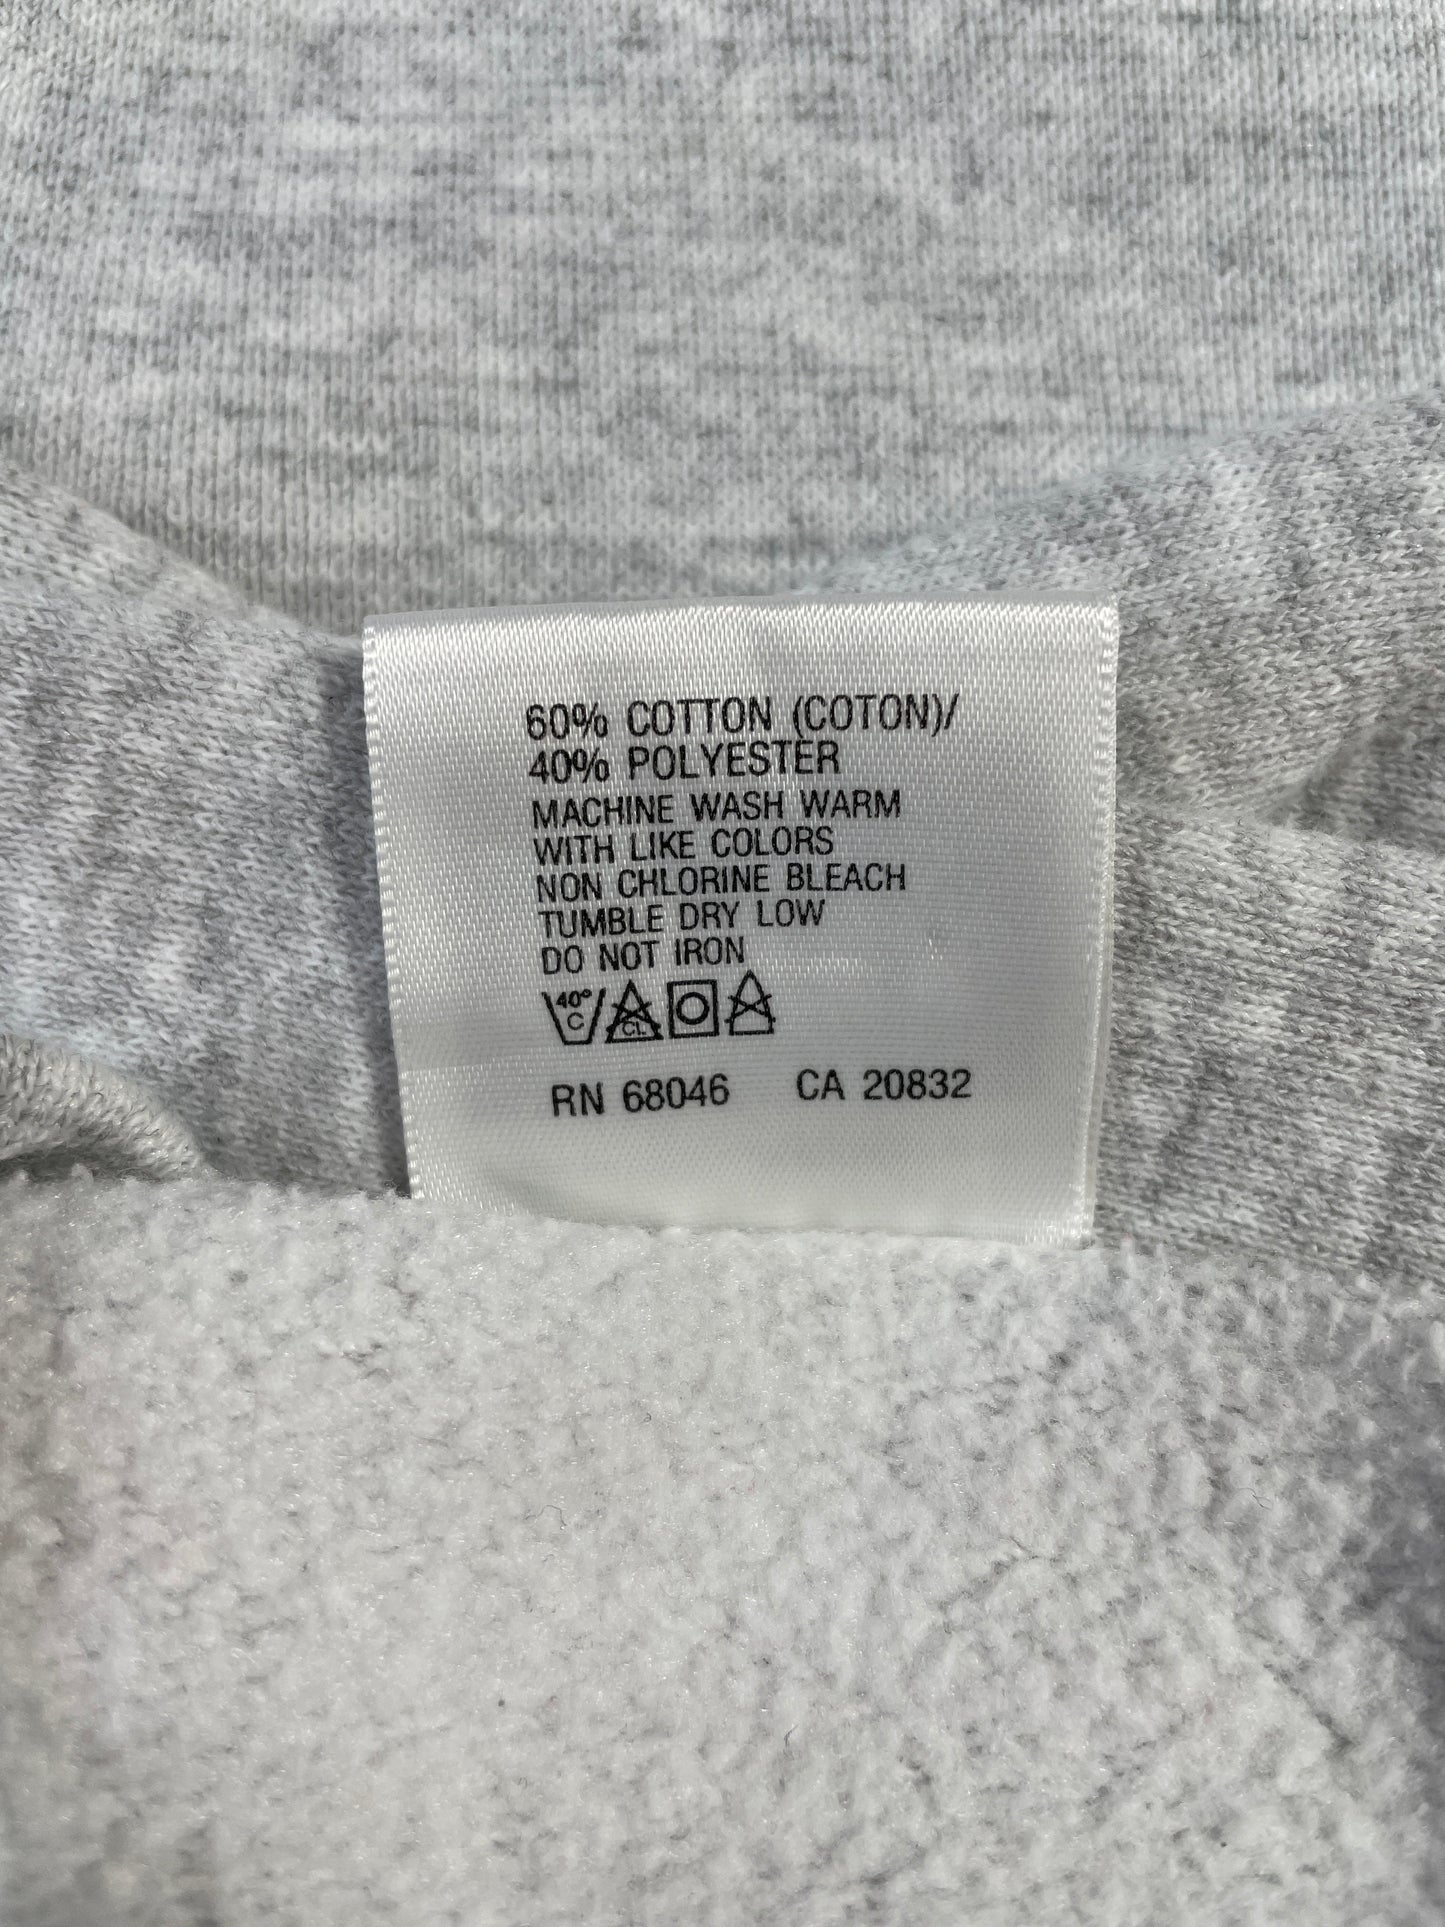 60% COTTON (COTON)/
40% POLYESTER
MACHINE WASH WARM
WITH LIKE COLORS
NON CHLORINE BLEACH
TUMBLE DRY LOW
DO NOT IRON
40°
C CL
RN 68046 CA 20832